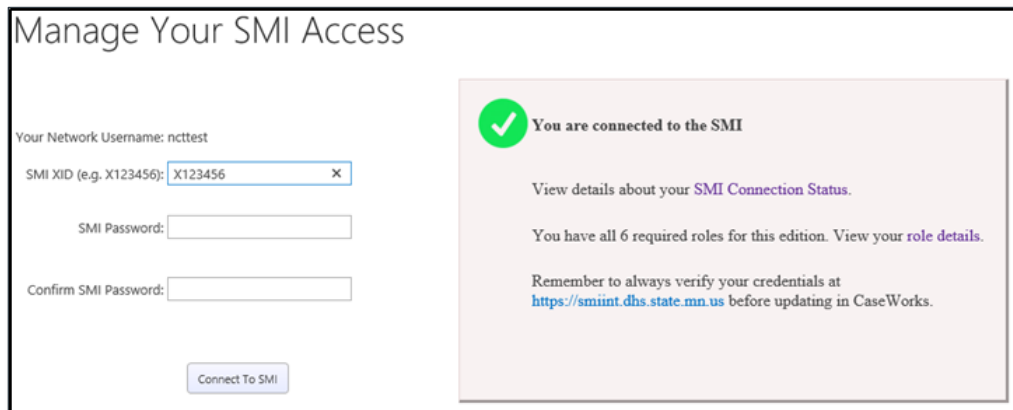 Manage Your SMI Access
Your Network Username: ncttest
SMI XID (e.g. X123456): X123456 ×
SMI Password:
Confirm SMI Password:
Connect To SMI
You are connected to the SMI
View details about your SMI Connection Status.
You have all 6 required roles for this edition. View your role details.
Remember to always verify your credentials at
https://smiint.dhs.state.mn.us before updating in CaseWorks.